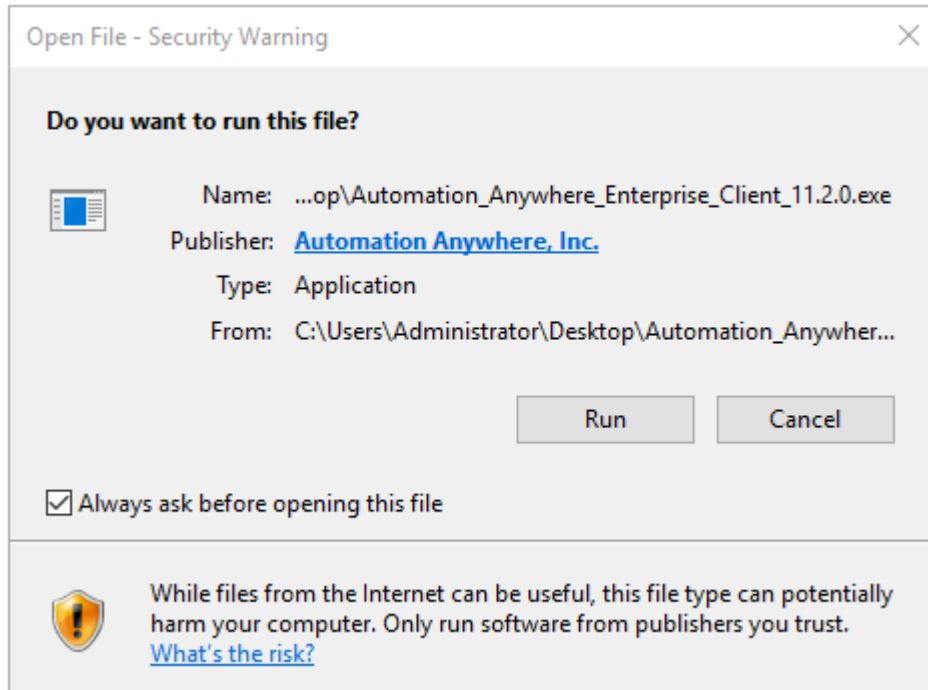 Open File - Security Warning
Do you want to run this file?
Name: ...op\Automation_Anywhere_Enterprise_Client_11.2.0.exe
Publisher: Automation Anywhere, Inc.
Type: Application
From: C:\Users\Administrator\Desktop\Automation_Anywher...
Run Cancel
Always ask before opening this file
While files from the Internet can be useful, this file type can potentially
harm your computer. Only run software from publishers you trust.
What's the risk?